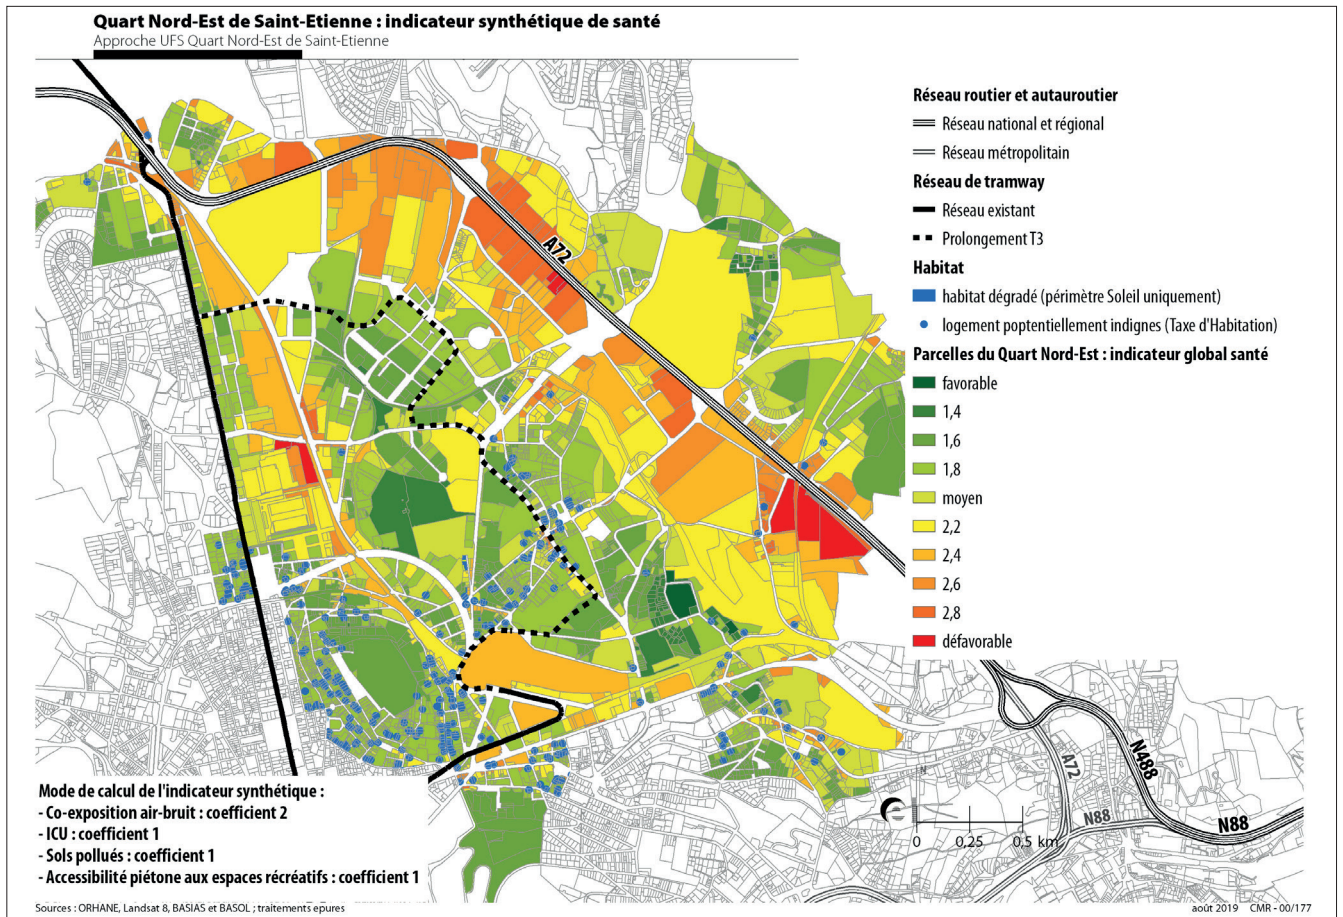 Quart Nord-Est de Saint-Etienne : indicateur synthétique de santé
Approche UFS Quart Nord-Est de Saint-Etienne
Réseau routier et autauroutier
Réseau national et régional
Réseau métropolitain
Réseau de tramway
Réseau existant
Prolongement T3
Habitat
habitat dégradé (périmètre Soleil uniquement)
logement poptentiellement indignes (Taxe d'Habitation)
Parcelles du Quart Nord-Est : indicateur global santé
favorable
1,4
1,6
1,8
moyen
2,2
2,4
2,6
2,8
défavorable
A72
A72
N488
N88
N88
N
0 0,25 0,5 km
Mode de calcul de l'indicateur synthétique :
- Co-exposition air-bruit : coefficient 2
- ICU : coefficient 1
- Sols pollués : coefficient 1
- Accessibilité piétone aux espaces récréatifs : coefficient 1
Sources : ORHANE, Landsat 8, BASIAS et BASOL ; traitements epures
août 2019 CMR - 00/177